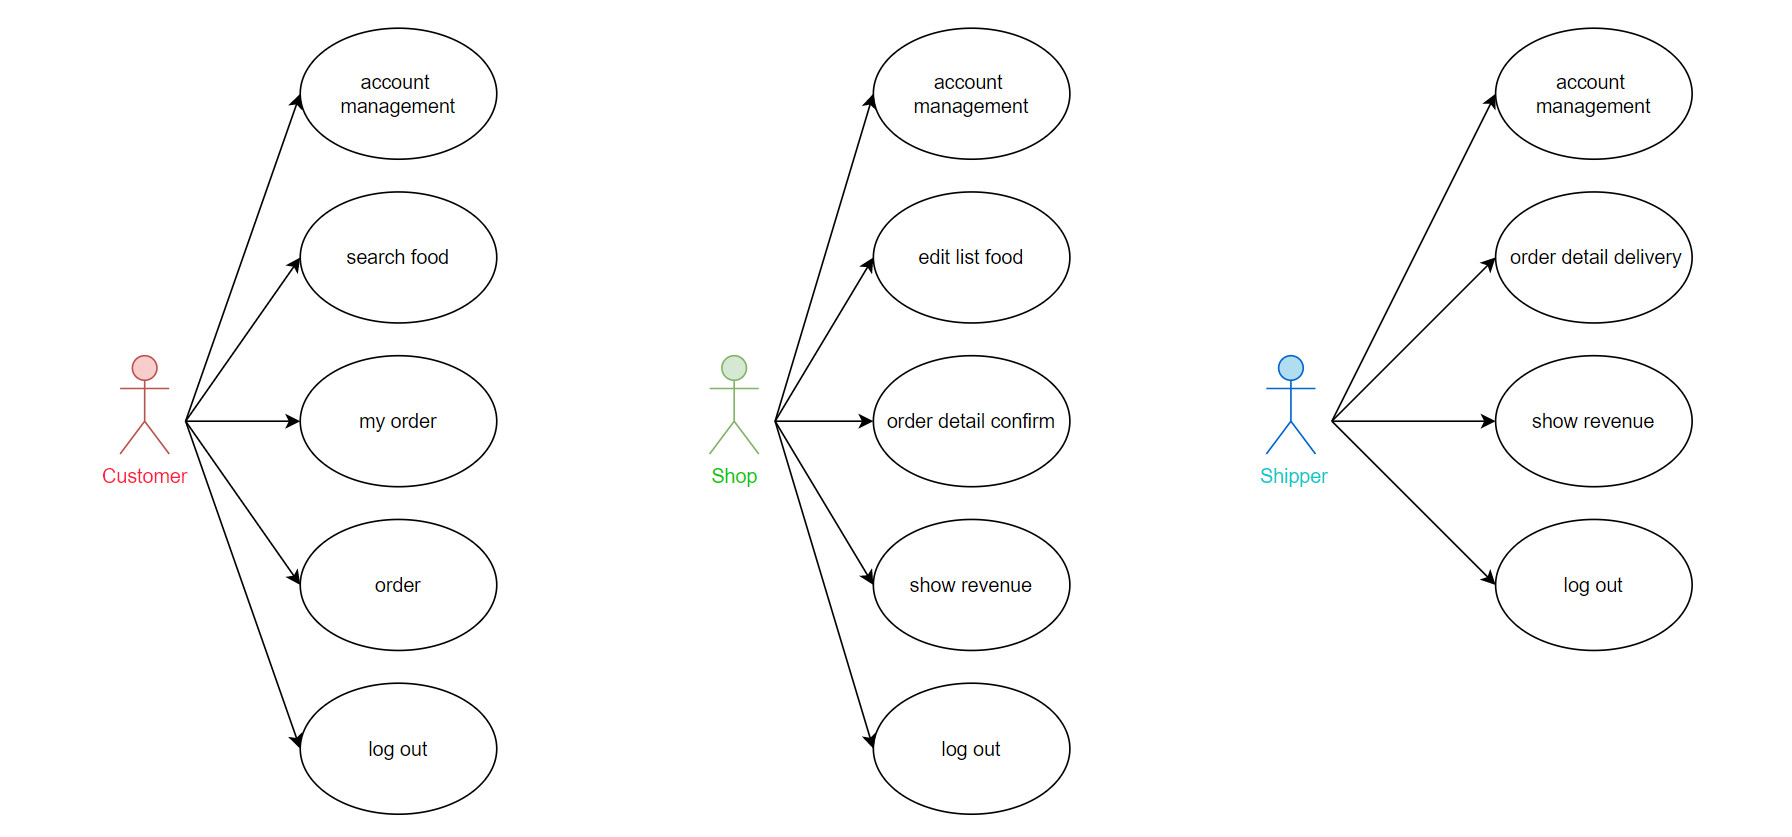 account
management
search food
my order
order
log out
Customer
account
management
edit list food
order detail confirm
show revenue
log out
Shop
account
management
order detail delivery
show revenue
log out
Shipper